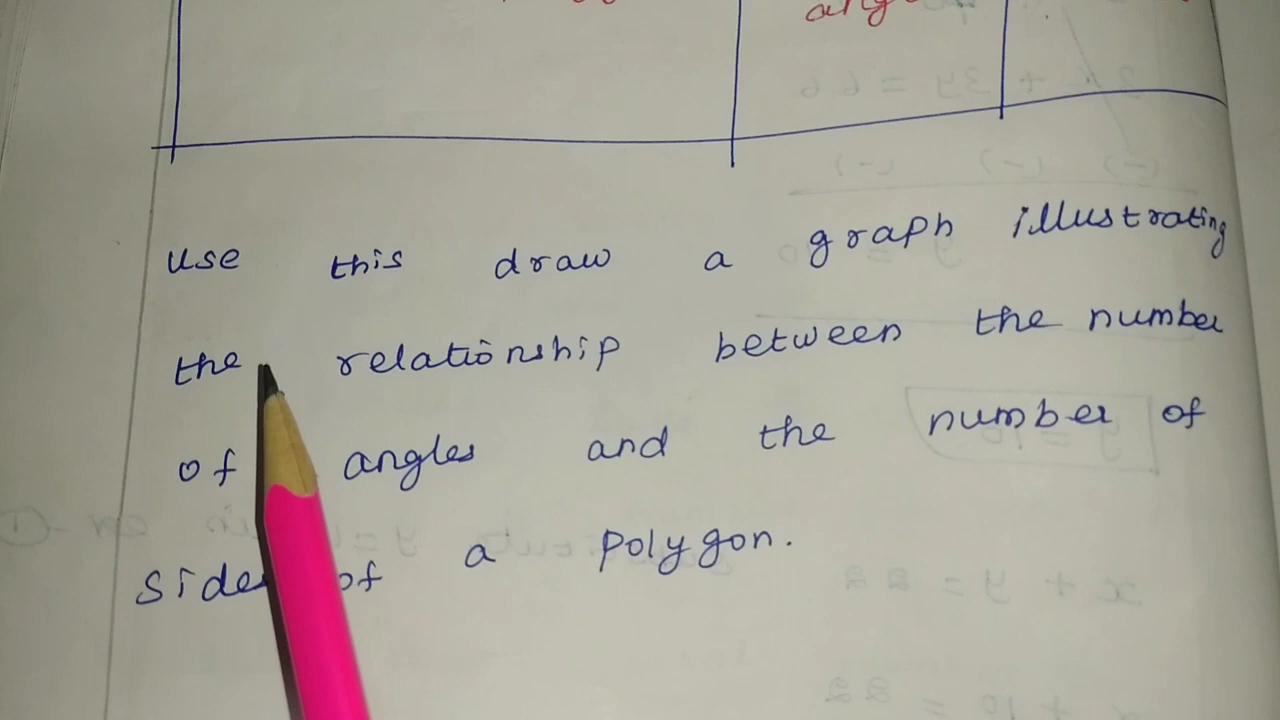 ang
use this draw a graph illustrating
the relationship between the number
of angles and the number of
sides of a polygon.